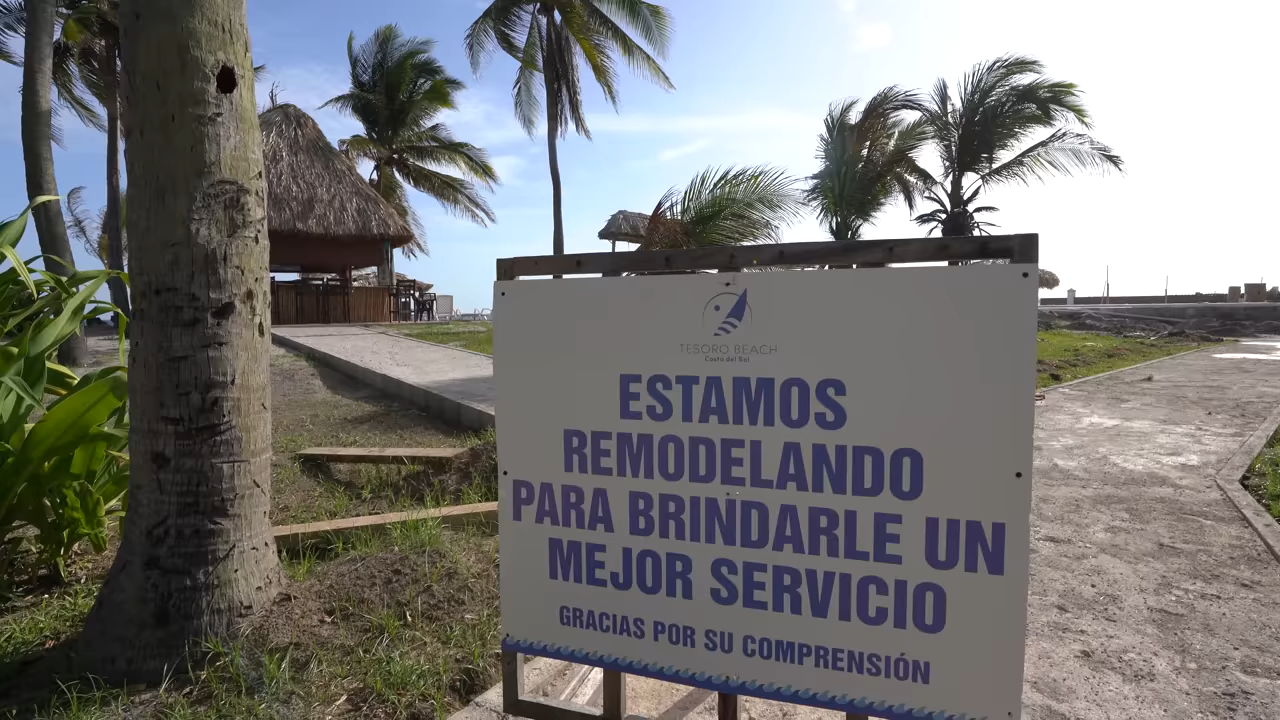 TESORO BEACH
Costa del Sol
ESTAMOS
REMODELANDO
PARA BRINDARLE UN
MEJOR SERVICIO
GRACIAS POR SU COMPRENSIÓN